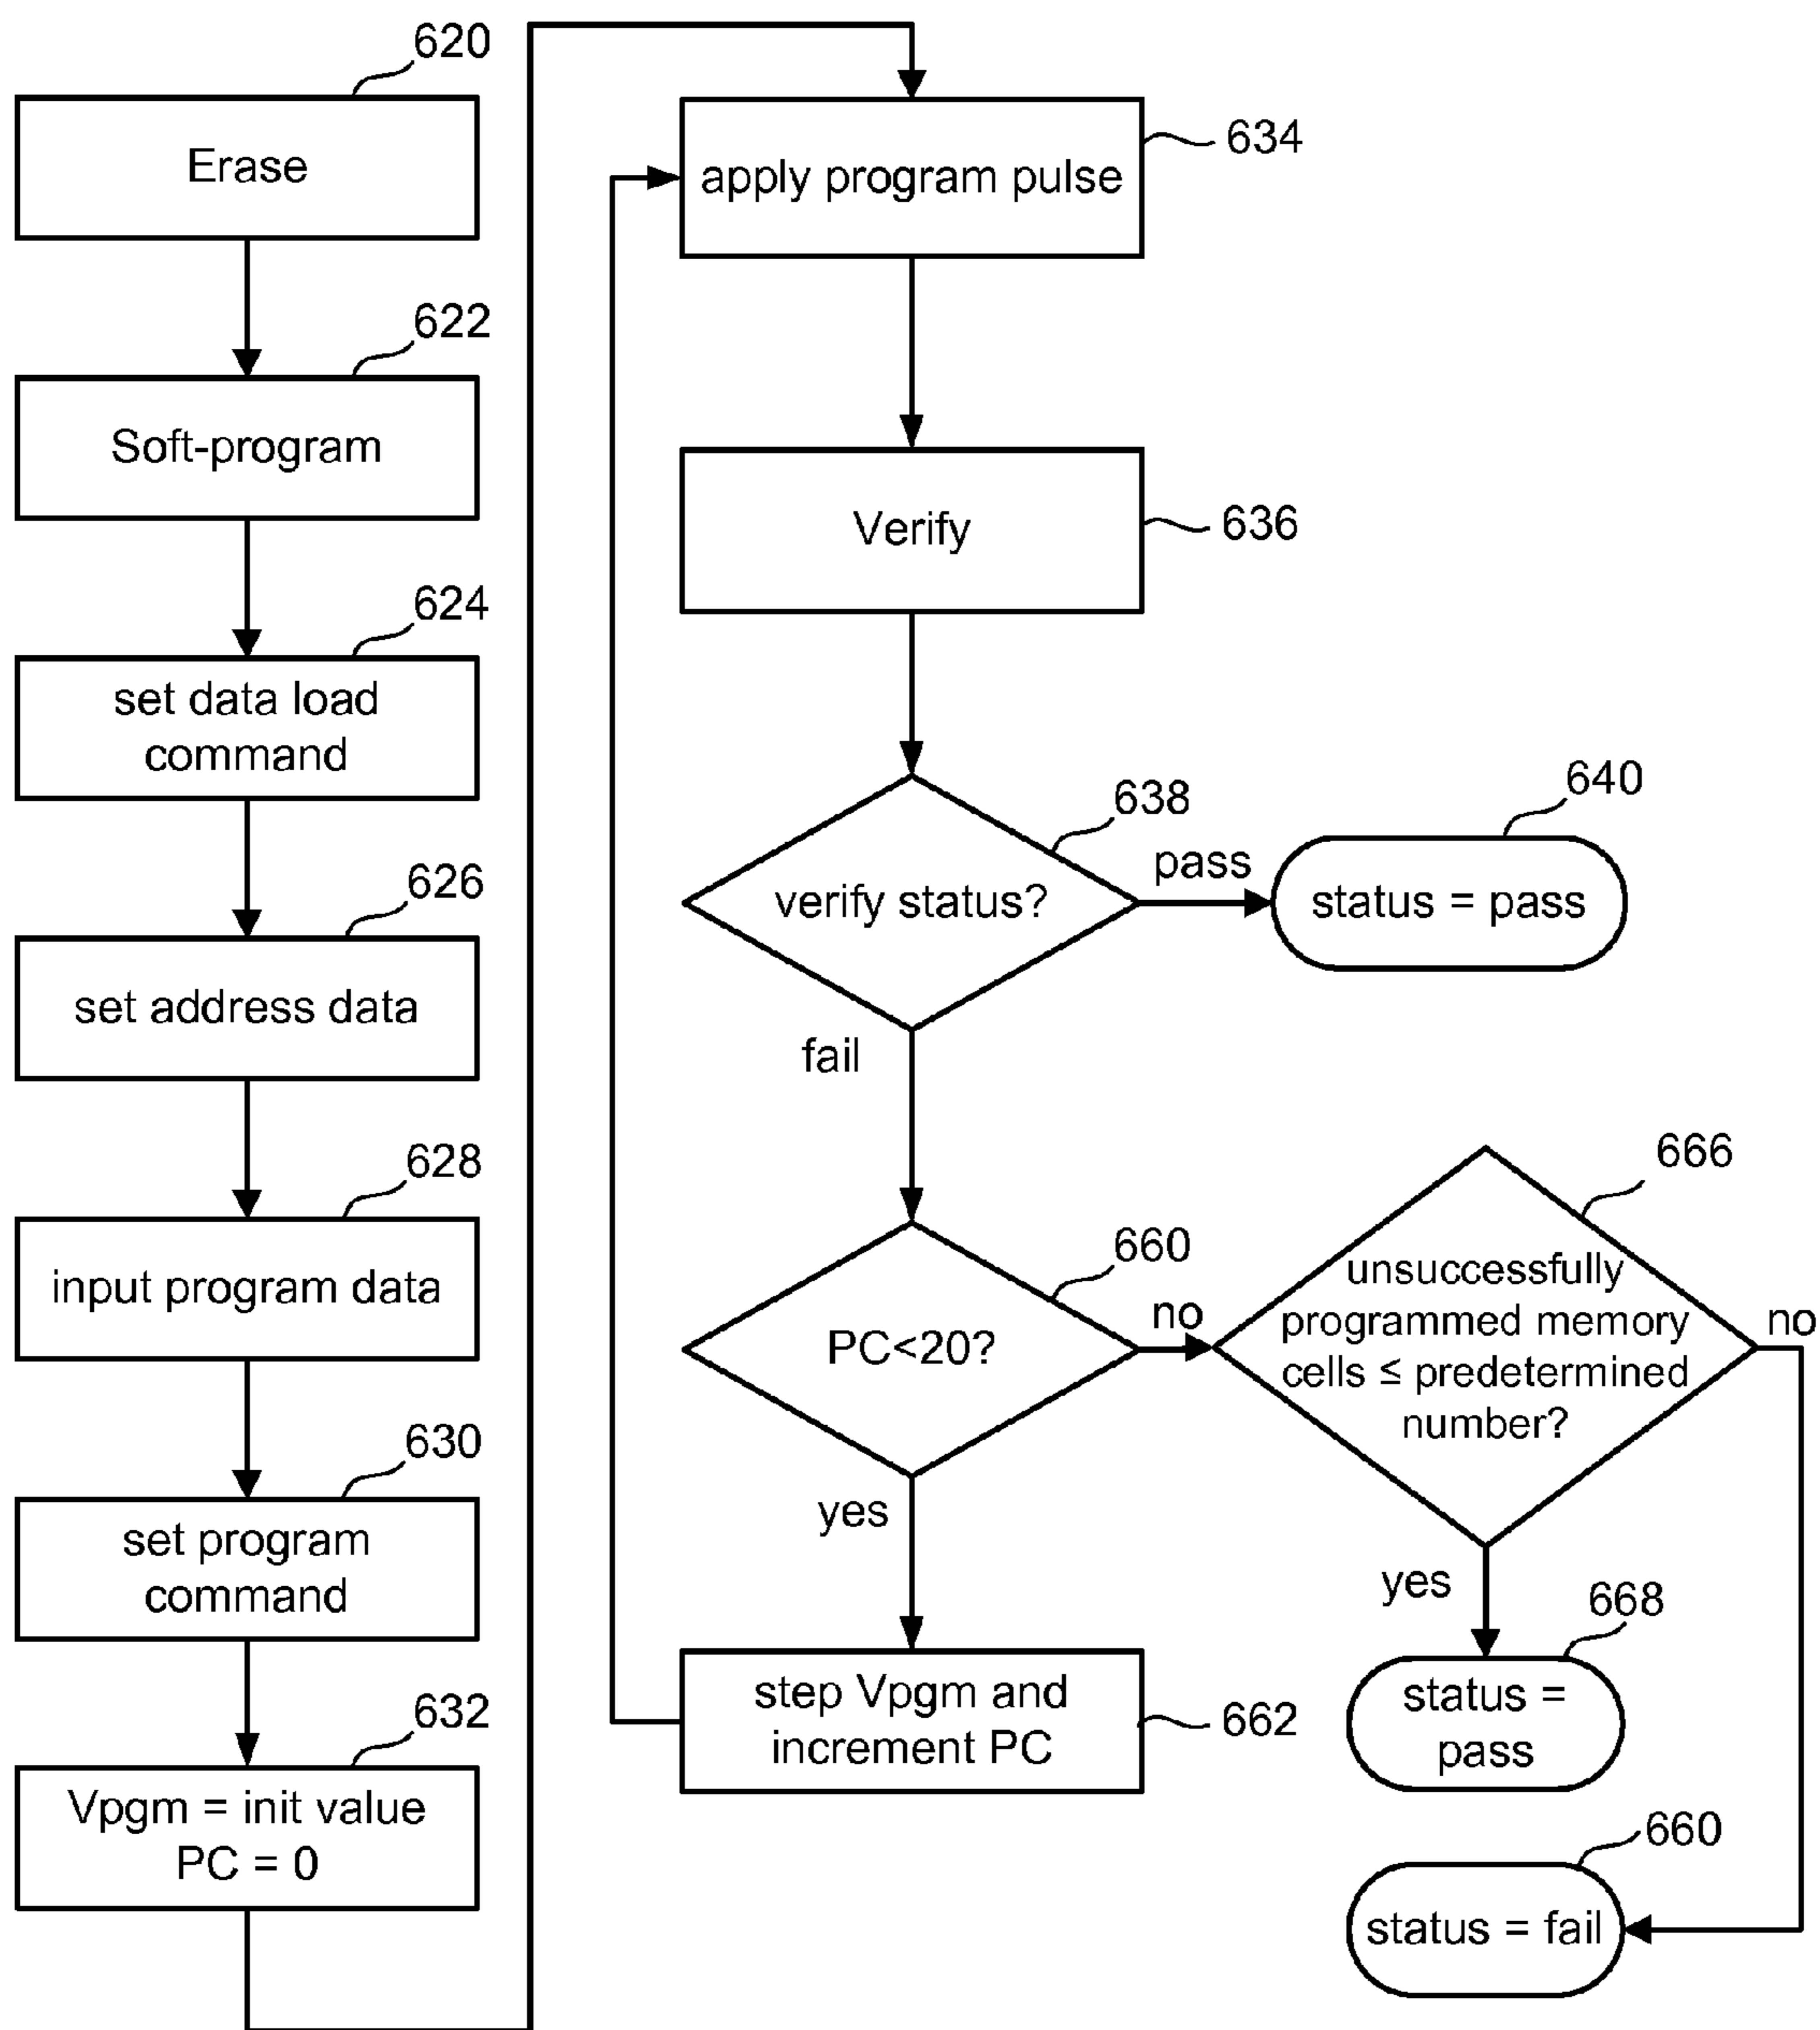 620
Erase
622
Soft-program
624
set data load
command
626
set address data
628
input program data
630
set program
command
632
Vpgm = init value
PC = 0
634
apply program pulse
636
Verify
638
verify status?
pass
640
status = pass
fail
660
PC<20?
no
666
unsuccessfully
programmed memory
cells ≤ predetermined
number?
no
yes
662
step Vpgm and
increment PC
yes
668
status =
pass
660
status = fail